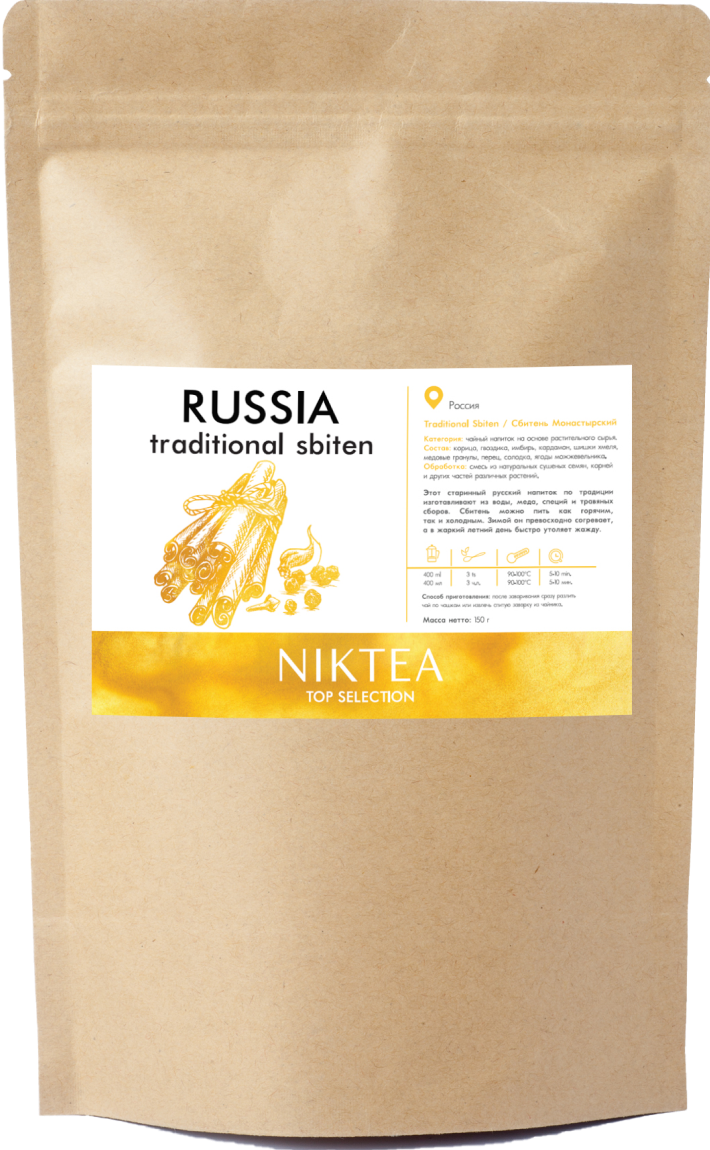 RUSSIA
traditional sbiten
Россия
Traditional Sbiten / Сбитень Монастырский
Категория: чайный напиток на основе растительного сырья.
Состав: корица, гвоздика, имбирь, кардамон, шишки хмеля,
медовые гранулы, перец, солодка, ягоды можжевельника.
Обработка: смесь из натуральных сушеных семян, корней
и других частей различных растений.
Этот старинный русский напиток по традиции
изготавливают из воды, меда, специй и травяных
сборов. Сбитень можно пить как горячим,
так и холодным. Зимой он превосходно согревает,
а в жаркий летний день быстро утоляет жажду.
400 ml 3 ts 90-100°C 5-10 min.
400 мл 3 ч.л. 90-100°C 5-10 мин.
Способ приготовления: после заваривания сразу разлить
чай по чашкам или извлечь спитую заварку из чайника.
Масса нетто: 150 г
NIKTEA
TOP SELECTION